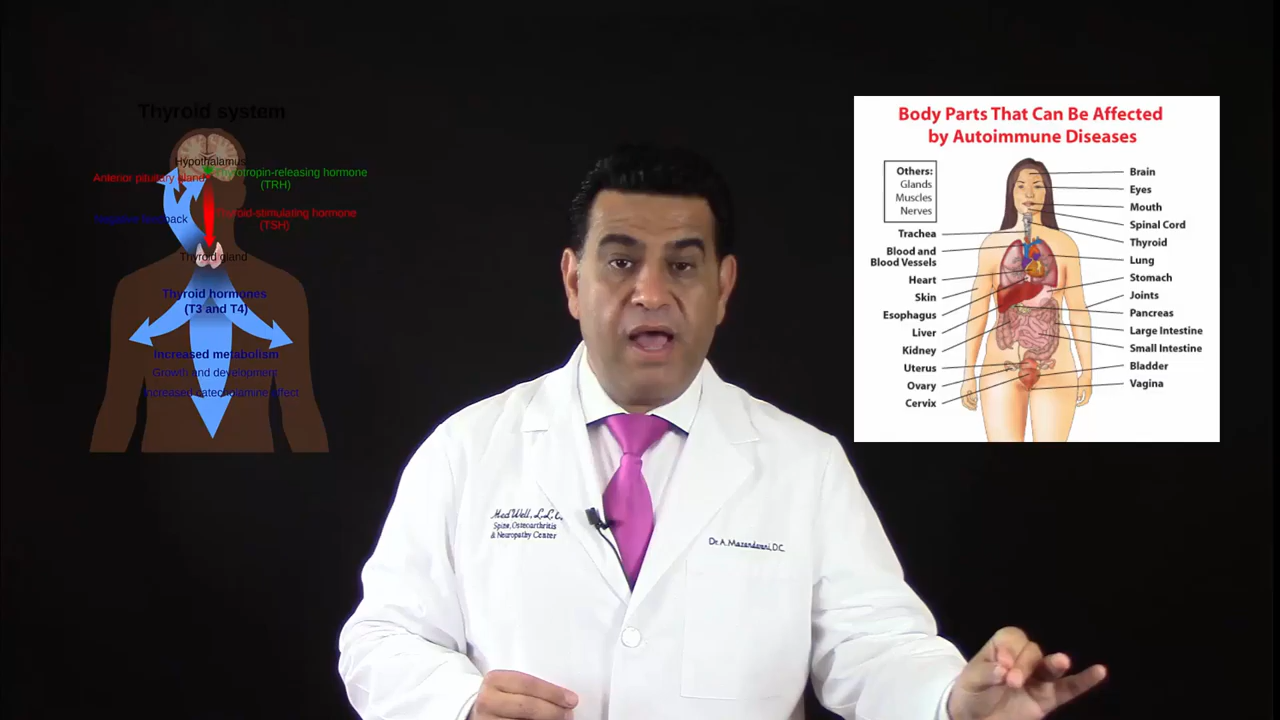 Thyroid system
Hypothalamus
Anterior pituitary gland
Thyrotropin-releasing hormone
(TRH)
Negative feedback
Thyroid-stimulating hormone
(TSH)
Thyroid gland
Thyroid hormones
(T3 and T4)
Increased metabolism
Growth and development
Increased catecholamine effect
MedWell, L.L.C.
Spine, Osteoarthritis
& Neuropathy Center
Dr. A. Mazandarani, D.C.
Body Parts That Can Be Affected
by Autoimmune Diseases
Others:
Glands
Muscles
Nerves
Trachea
Blood and
Blood Vessels
Heart
Skin
Esophagus
Liver
Kidney
Uterus
Ovary
Cervix
Brain
Eyes
Mouth
Spinal Cord
Thyroid
Lung
Stomach
Joints
Pancreas
Large Intestine
Small Intestine
Bladder
Vagina